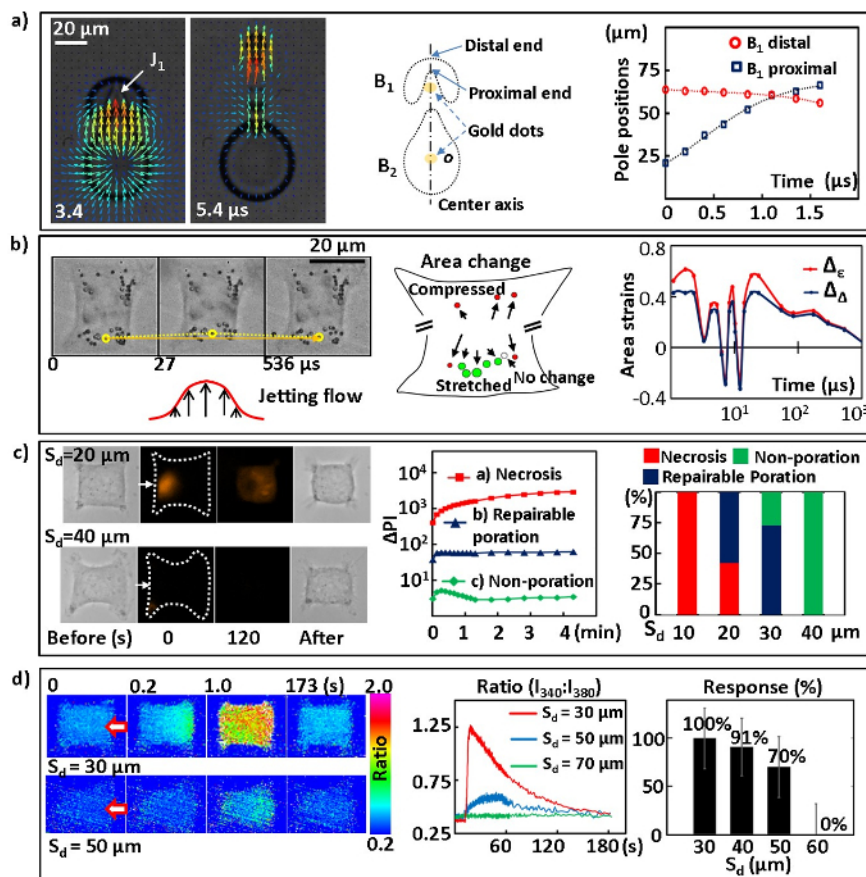 a)
20 μm
J1
3.4
5.4 μs
Distal end
B1
Proximal end
Gold dots
B2
o
Center axis
(μm)
B1 distal
B1 proximal
Pole positions
75
50
25
0 0.5 1.0 1.5
Time (μs)
b)
20 μm
0 27 536 μs
Jetting flow
Area change
Compressed
Stretched
No change
Area strains
0.8
0.4
0
-0.4
Δε
ΔΔ
Time (μs)
10¹ 10² 10³
c)
Sd=20 μm
Sd=40 μm
Before (s) 0 120 After
ΔPI
10⁴
10³
10²
10¹
a) Necrosis
b) Repairable
poration
c) Non-poration
0 1 2 3 4 (min)
Necrosis Non-poration
Repairable Poration
(%)
75
50
25
0
Sd 10 20 30 40 μm
d)
0 0.2 1.0 173 (s)
2.0
Ratio
0.2
Sd = 30 μm
Sd = 50 μm
Ratio (I340:I380)
1.25
0.75
0.25
Sd = 30 μm
Sd = 50 μm
Sd = 70 μm
60 120 180 (s)
Response (%)
100
50
0
100%
91%
70%
0%
30 40 50 60
Sd (μm)